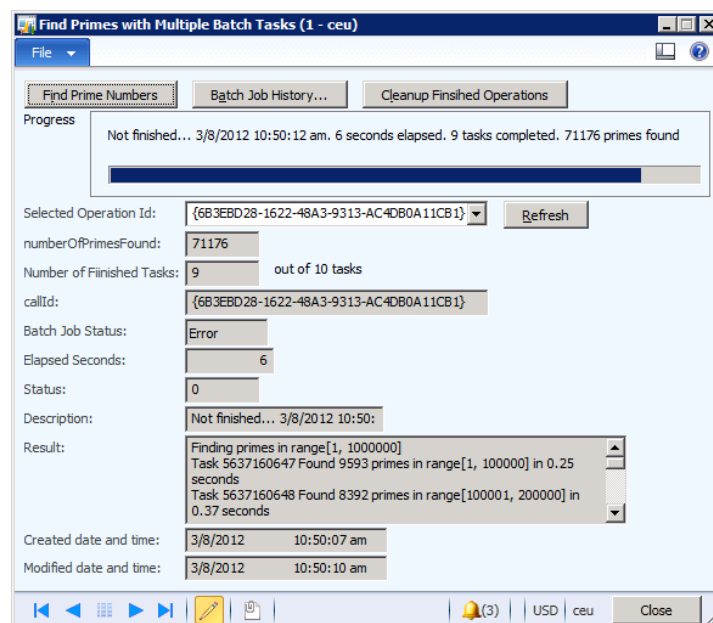 Find Primes with Multiple Batch Tasks (1 - ceu)
File
Find Prime Numbers Batch Job History... Cleanup Finsihed Operations
Progress
Not finished... 3/8/2012 10:50:12 am. 6 seconds elapsed. 9 tasks completed. 71176 primes found
Selected Operation Id: {6B3EBD28-1622-48A3-9313-AC4DB0A11CB1} Refresh
numberOfPrimesFound: 71176
Number of Fiinished Tasks: 9 out of 10 tasks
callId: {6B3EBD28-1622-48A3-9313-AC4DB0A11CB1}
Batch Job Status: Error
Elapsed Seconds: 6
Status: 0
Description: Not finished... 3/8/2012 10:50:
Result: Finding primes in range[1, 1000000]
Task 5637160647 Found 9593 primes in range[1, 100000] in 0.25
seconds
Task 5637160648 Found 8392 primes in range[100001, 200000] in
0.37 seconds
Created date and time: 3/8/2012 10:50:07 am
Modified date and time: 3/8/2012 10:50:10 am
(3) USD ceu Close